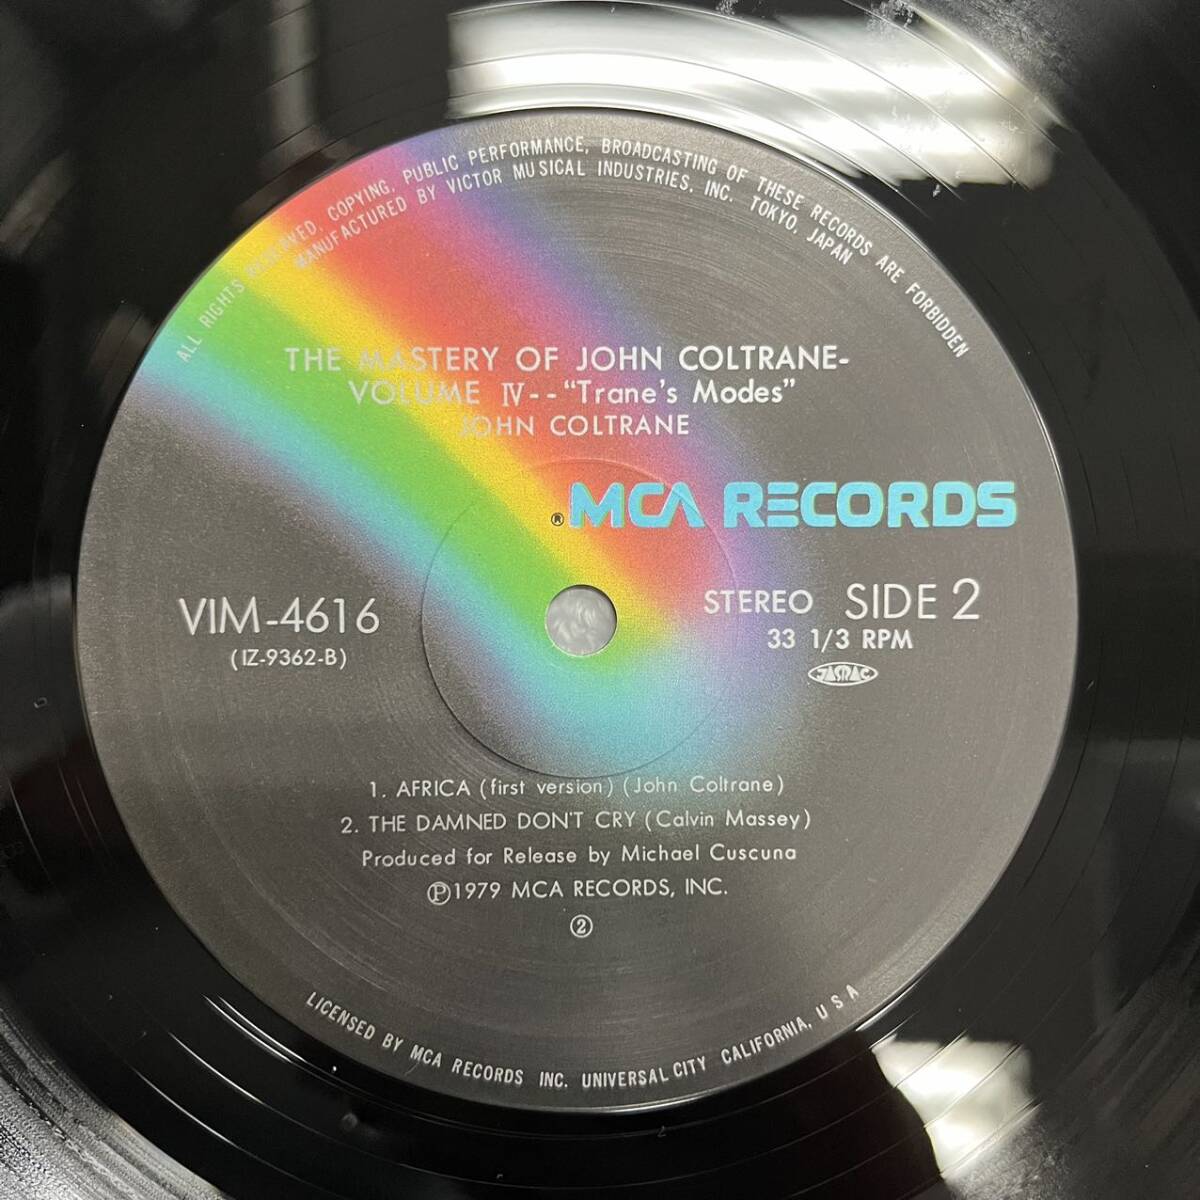 ALL RIGHTS RESERVED, COPYING, PUBLIC PERFORMANCE, BROADCASTING OF THESE RECORDS ARE FORBIDDEN
MANUFACTURED BY VICTOR MUSICAL INDUSTRIES, INC. TOKYO, JAPAN
THE MASTERY OF JOHN COLTRANE-
VOLUME IV--“Trane's Modes”
JOHN COLTRANE
® MCA RECORDS
VIM-4616
(IZ-9362-B)
STEREO SIDE 2
33 1/3 RPM
JASRAC
1. AFRICA (first version) (John Coltrane)
2. THE DAMNED DON'T CRY (Calvin Massey)
Produced for Release by Michael Cuscuna
Ⓟ1979 MCA RECORDS, INC.
②
LICENSED BY MCA RECORDS INC. UNIVERSAL CITY CALIFORNIA, U S A